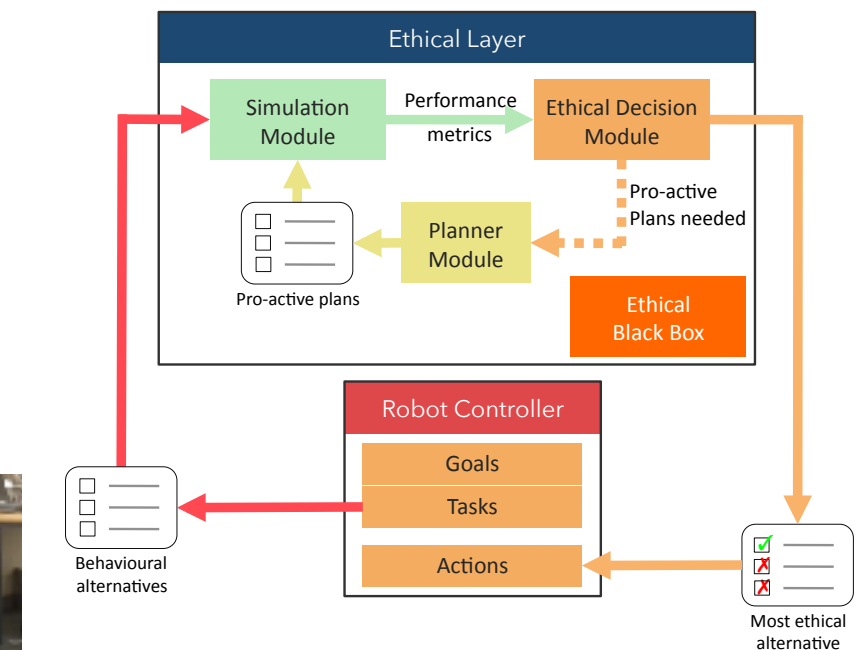 Ethical Layer
Simulation
Module
Performance
metrics
Ethical Decision
Module
Pro-active
Plans needed
Planner
Module
Pro-active plans
Ethical
Black Box
Robot Controller
Goals
Tasks
Actions
Behavioural
alternatives
Most ethical
alternative